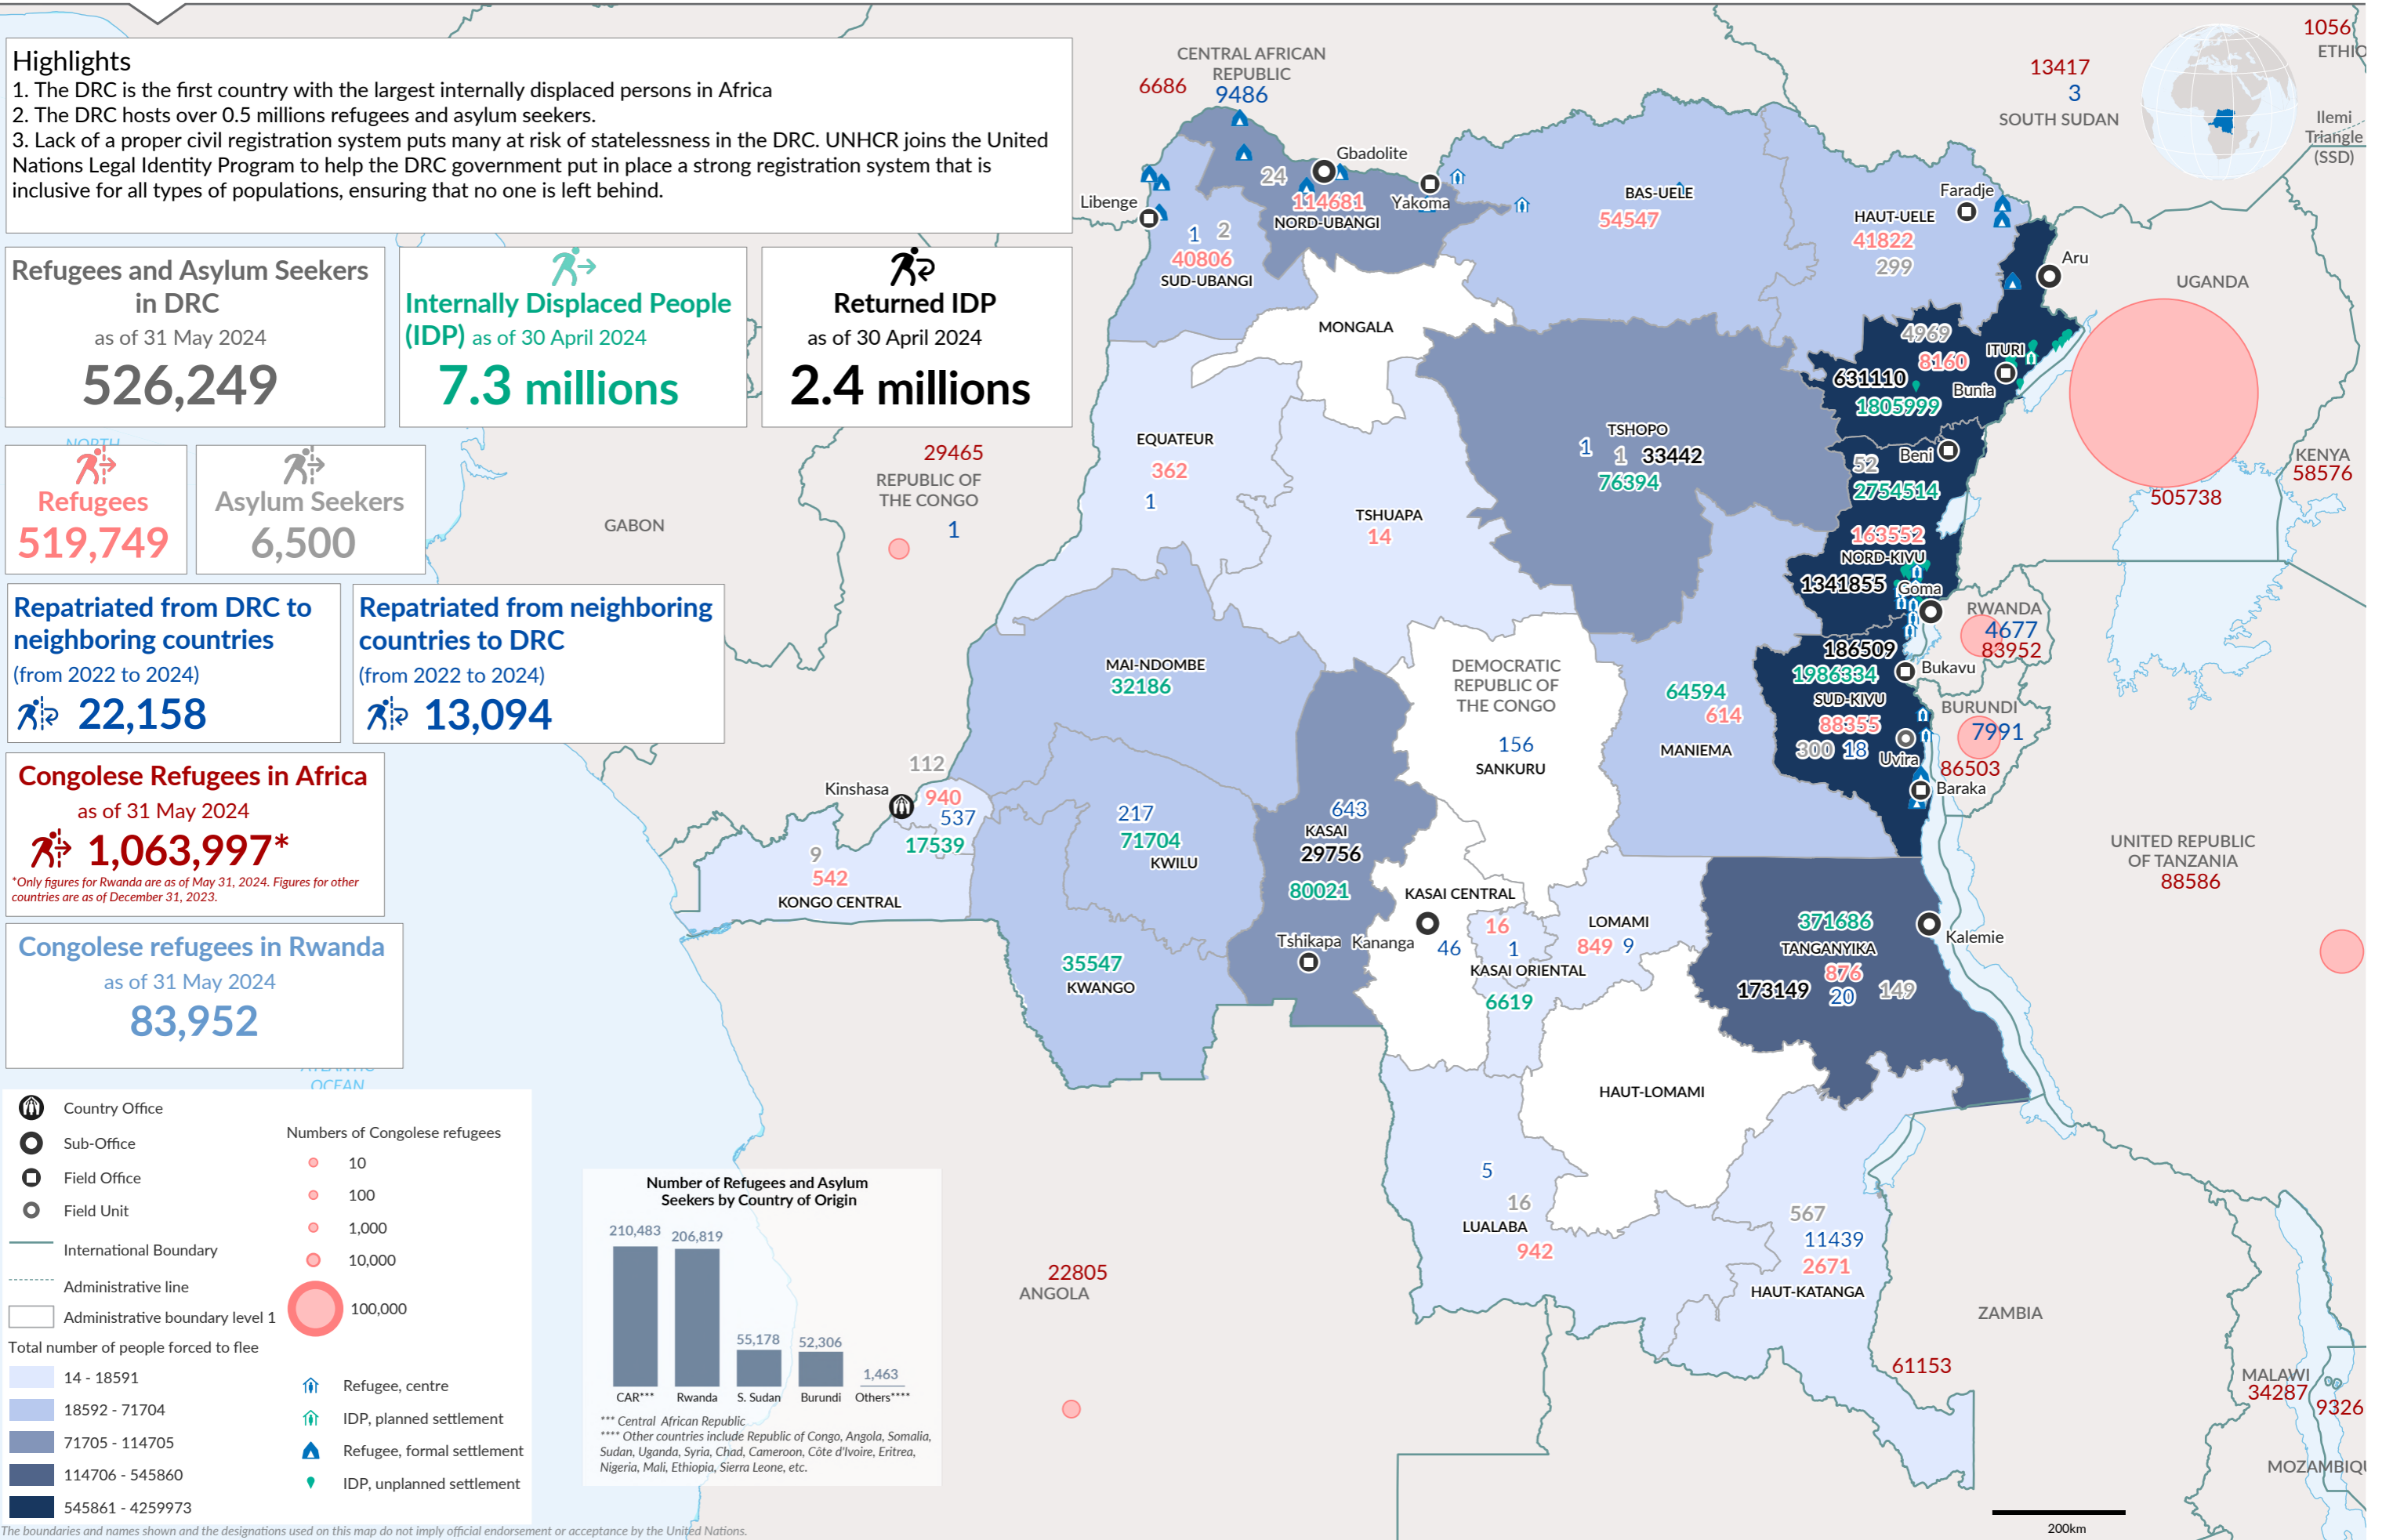 Highlights
1. The DRC is the first country with the largest internally displaced persons in Africa
2. The DRC hosts over 0.5 millions refugees and asylum seekers.
3. Lack of a proper civil registration system puts many at risk of statelessness in the DRC. UNHCR joins the United
Nations Legal Identity Program to help the DRC government put in place a strong registration system that is
inclusive for all types of populations, ensuring that no one is left behind.
Refugees and Asylum Seekers
in DRC
as of 31 May 2024
526,249
Internally Displaced People
(IDP) as of 30 April 2024
7.3 millions
Returned IDP
as of 30 April 2024
2.4 millions
NORTH
Refugees
519,749
Asylum Seekers
6,500
Repatriated from DRC to
neighboring countries
(from 2022 to 2024)
22,158
Repatriated from neighboring
countries to DRC
(from 2022 to 2024)
13,094
Congolese Refugees in Africa
as of 31 May 2024
1,063,997*
*Only figures for Rwanda are as of May 31, 2024. Figures for other
countries are as of December 31, 2023.
Congolese refugees in Rwanda
as of 31 May 2024
83,952
ATLANTIC
OCEAN
Country Office
Sub-Office
Field Office
Field Unit
International Boundary
Administrative line
Administrative boundary level 1
Total number of people forced to flee
14 - 18591
18592 - 71704
71705 - 114705
114706 - 545860
545861 - 4259973
Numbers of Congolese refugees
10
100
1,000
10,000
100,000
Refugee, centre
IDP, planned settlement
Refugee, formal settlement
IDP, unplanned settlement
The boundaries and names shown and the designations used on this map do not imply official endorsement or acceptance by the United Nations.
Number of Refugees and Asylum
Seekers by Country of Origin
210,483
206,819
55,178
52,306
1,463
CAR***
Rwanda
S. Sudan
Burundi
Others****
*** Central African Republic
**** Other countries include Republic of Congo, Angola, Somalia,
Sudan, Uganda, Syria, Chad, Cameroon, Côte d'Ivoire, Eritrea,
Nigeria, Mali, Ethiopia, Sierra Leone, etc.
CENTRAL AFRICAN
REPUBLIC
6686
9486
13417
3
SOUTH SUDAN
1056
ETHIO
Ilemi
Triangle
(SSD)
Libenge
1
2
40806
SUD-UBANGI
24
Gbadolite
114681
NORD-UBANGI
Yakoma
BAS-UELE
54547
Faradje
HAUT-UELE
41822
299
Aru
UGANDA
505738
KENYA
58576
MONGALA
4969
ITURI
8160
631110
Bunia
1805999
EQUATEUR
362
1
TSHUAPA
14
TSHOPO
1
1
33442
76394
52
Beni
2754514
163552
NORD-KIVU
1341855
Goma
29465
REPUBLIC OF
THE CONGO
1
GABON
RWANDA
4677
83952
186509
1986334
Bukavu
SUD-KIVU
88355
300
18
Uvira
BURUNDI
7991
86503
Baraka
UNITED REPUBLIC
OF TANZANIA
88586
MAI-NDOMBE
32186
DEMOCRATIC
REPUBLIC OF
THE CONGO
156
SANKURU
64594
614
MANIEMA
112
Kinshasa
940
537
17539
9
542
KONGO CENTRAL
217
71704
KWILU
643
KASAI
29756
80021
Tshikapa
35547
KWANGO
KASAI CENTRAL
Kananga
46
16
1
KASAI ORIENTAL
6619
LOMAMI
849
9
371686
Kalemie
TANGANYIKA
876
173149
20
149
HAUT-LOMAMI
5
16
LUALABA
942
567
11439
2671
HAUT-KATANGA
22805
ANGOLA
ZAMBIA
61153
MALAWI
34287
9326
MOZAMBIQU
200km